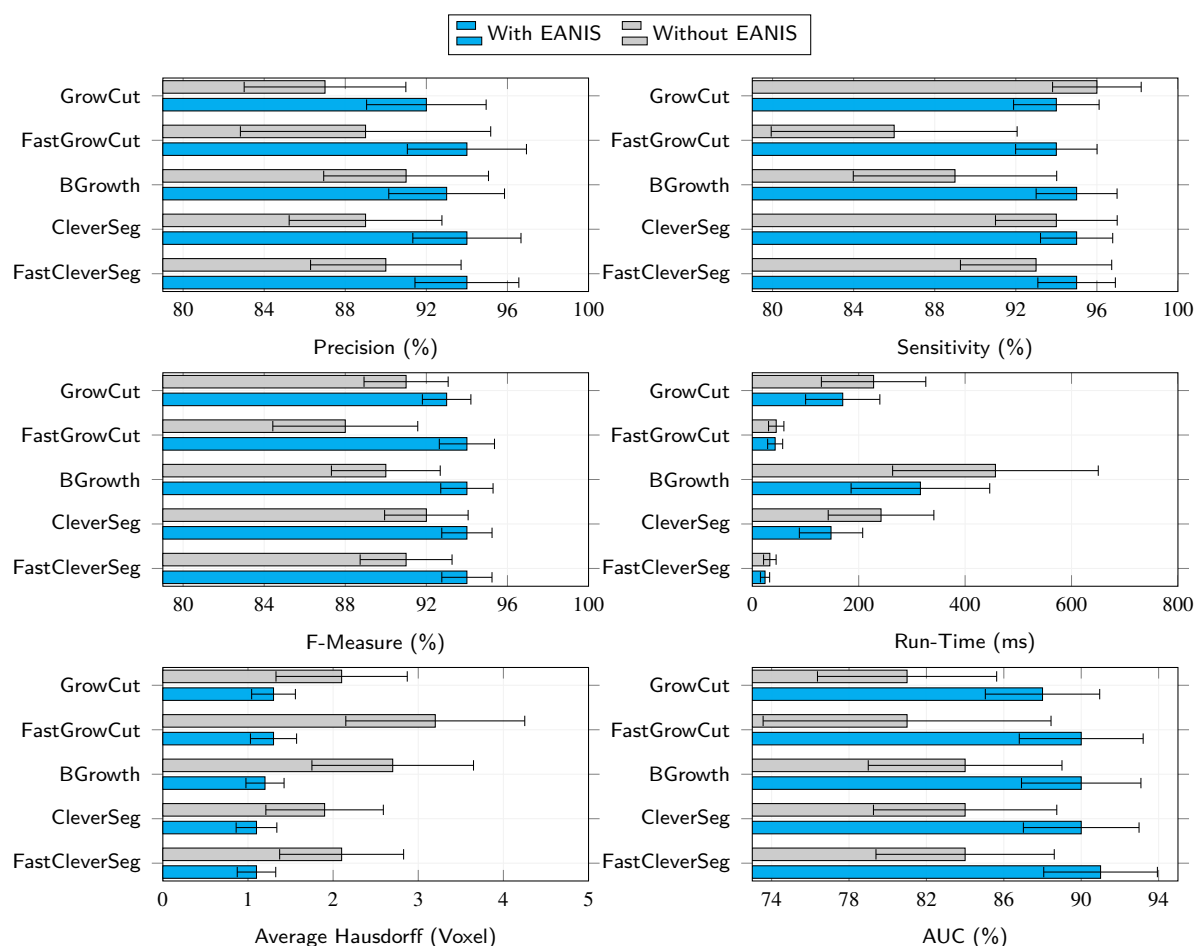 With EANIS Without EANIS
GrowCut
FastGrowCut
BGrowth
CleverSeg
FastCleverSeg
80 84 88 92 96 100
Precision (%)
GrowCut
FastGrowCut
BGrowth
CleverSeg
FastCleverSeg
80 84 88 92 96 100
Sensitivity (%)
GrowCut
FastGrowCut
BGrowth
CleverSeg
FastCleverSeg
80 84 88 92 96 100
F-Measure (%)
GrowCut
FastGrowCut
BGrowth
CleverSeg
FastCleverSeg
0 200 400 600 800
Run-Time (ms)
GrowCut
FastGrowCut
BGrowth
CleverSeg
FastCleverSeg
0 1 2 3 4 5
Average Hausdorff (Voxel)
GrowCut
FastGrowCut
BGrowth
CleverSeg
FastCleverSeg
74 78 82 86 90 94
AUC (%)